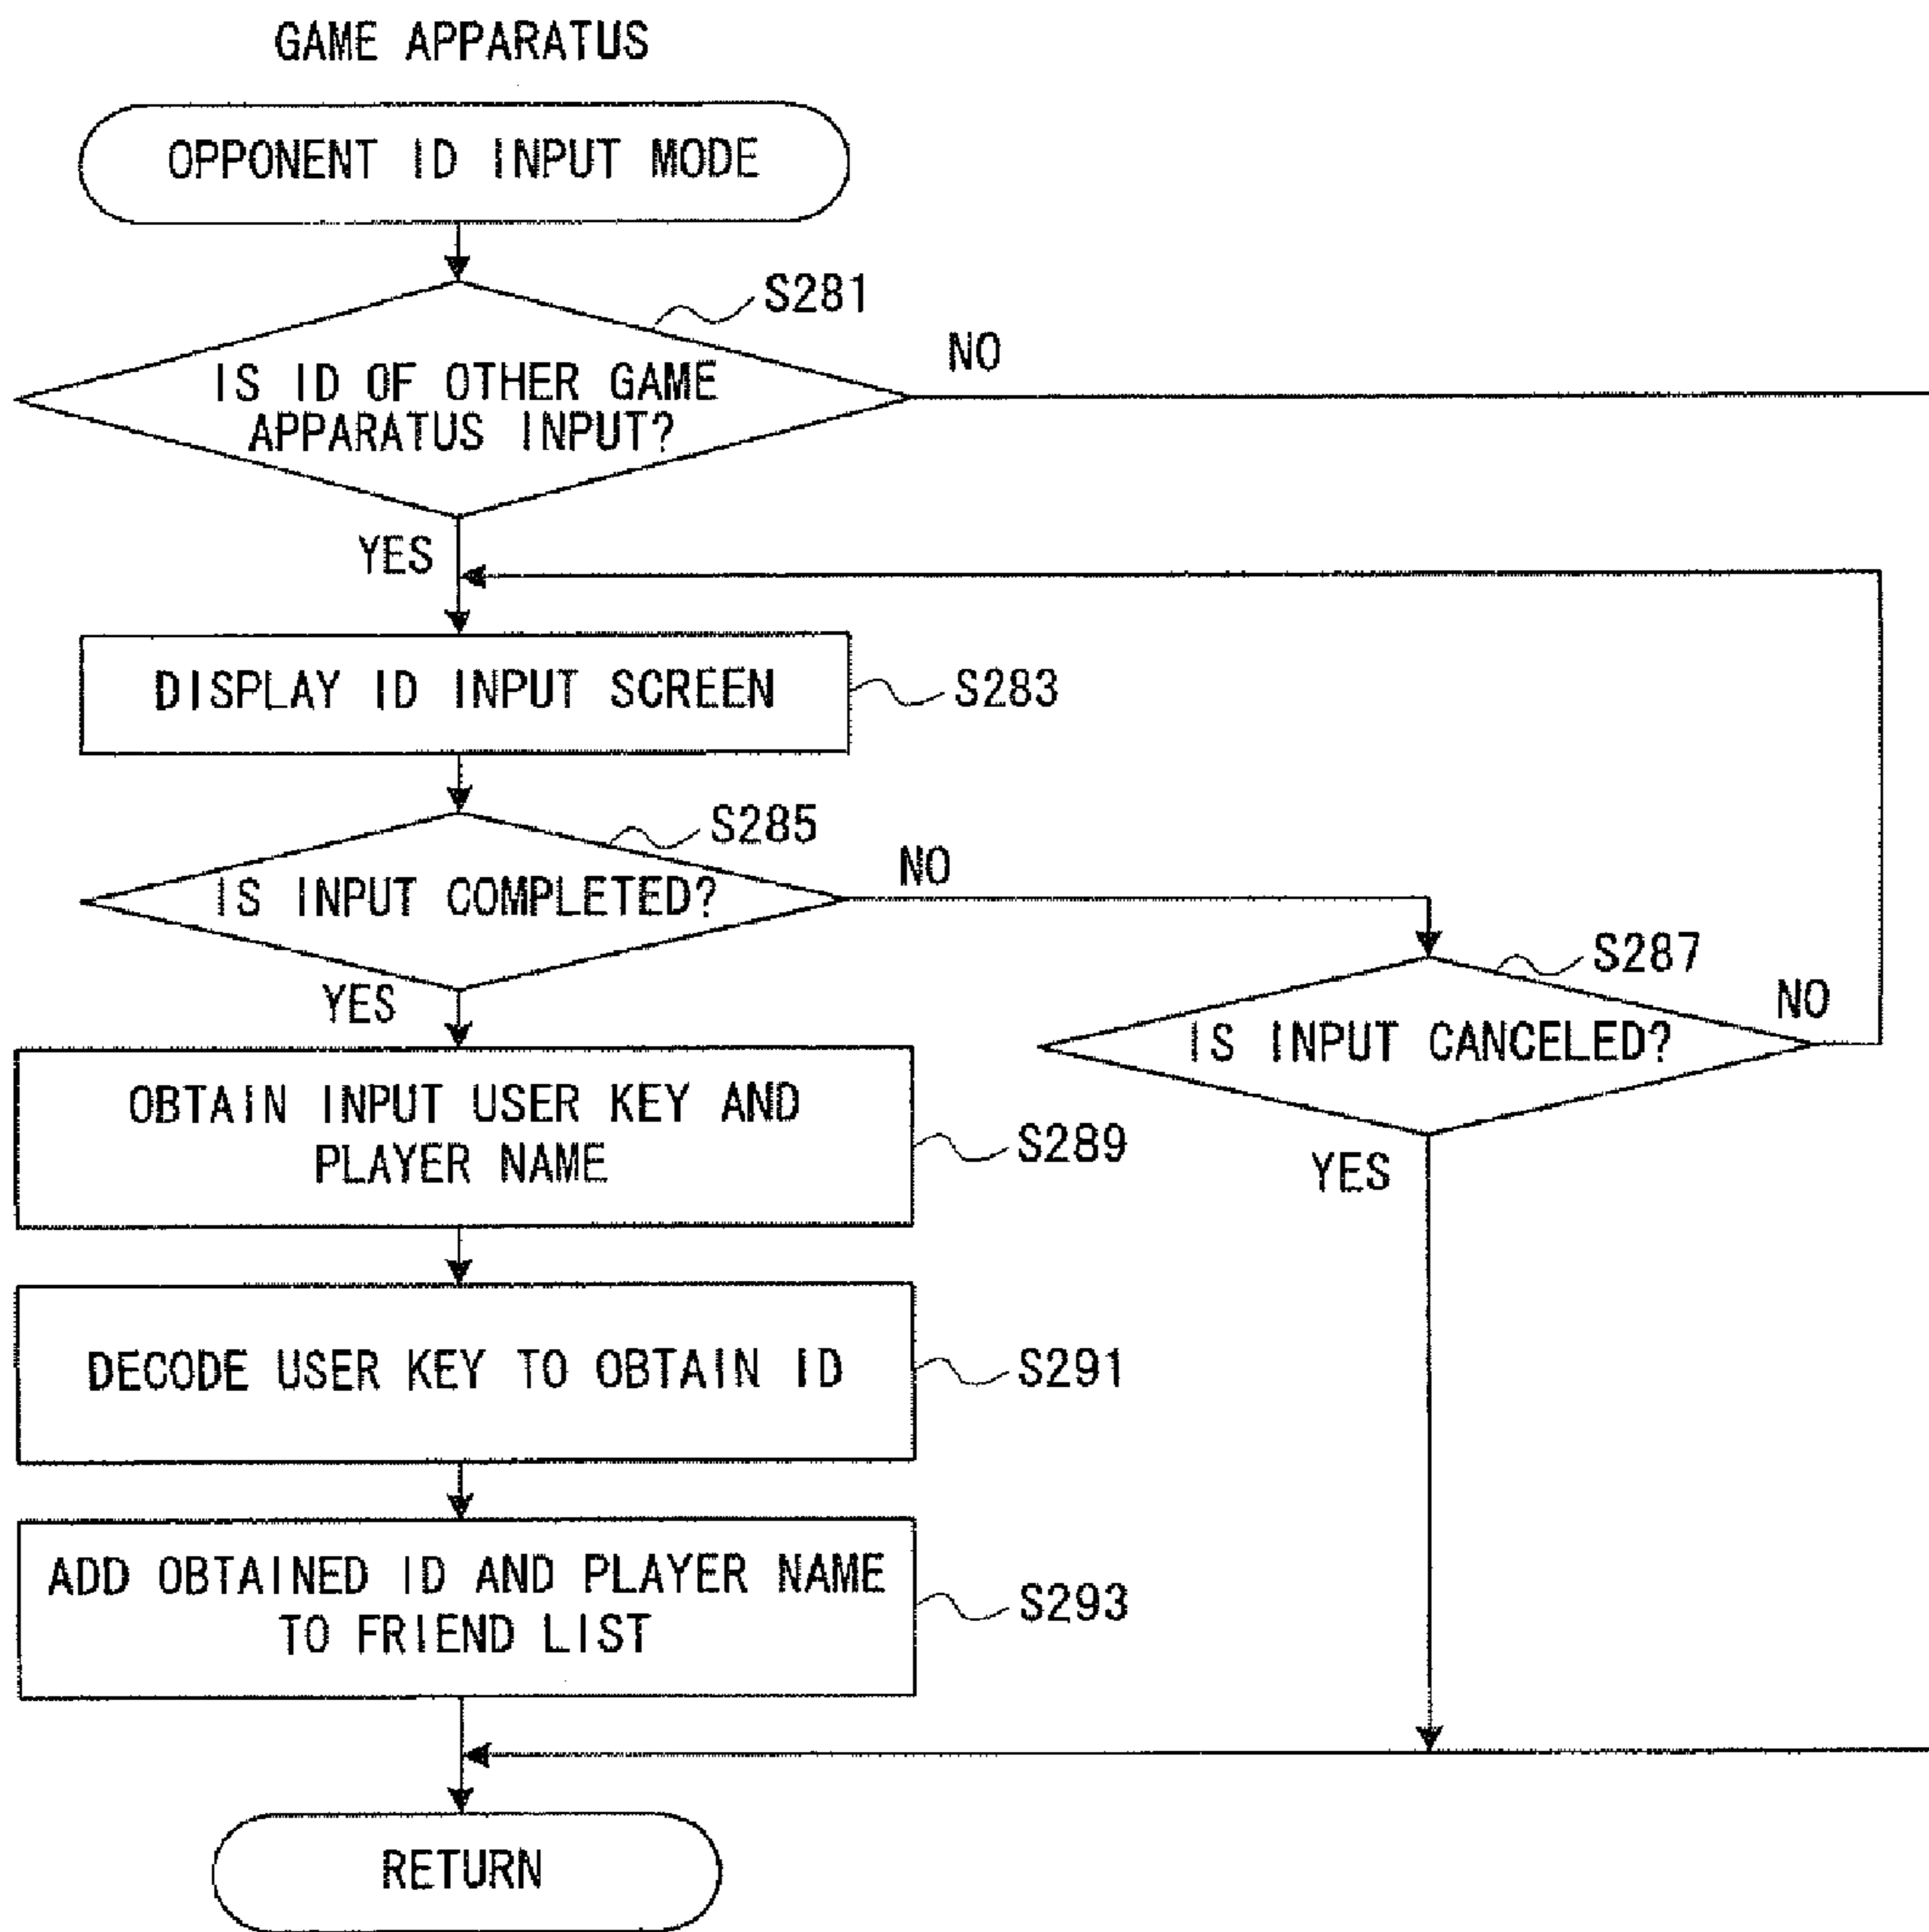 GAME APPARATUS
OPPONENT ID INPUT MODE
S281
IS ID OF OTHER GAME
APPARATUS INPUT?
NO
YES
DISPLAY ID INPUT SCREEN
S283
S285
IS INPUT COMPLETED?
NO
YES
S287
IS INPUT CANCELED?
NO
YES
OBTAIN INPUT USER KEY AND
PLAYER NAME
S289
DECODE USER KEY TO OBTAIN ID
S291
ADD OBTAINED ID AND PLAYER NAME
TO FRIEND LIST
S293
RETURN